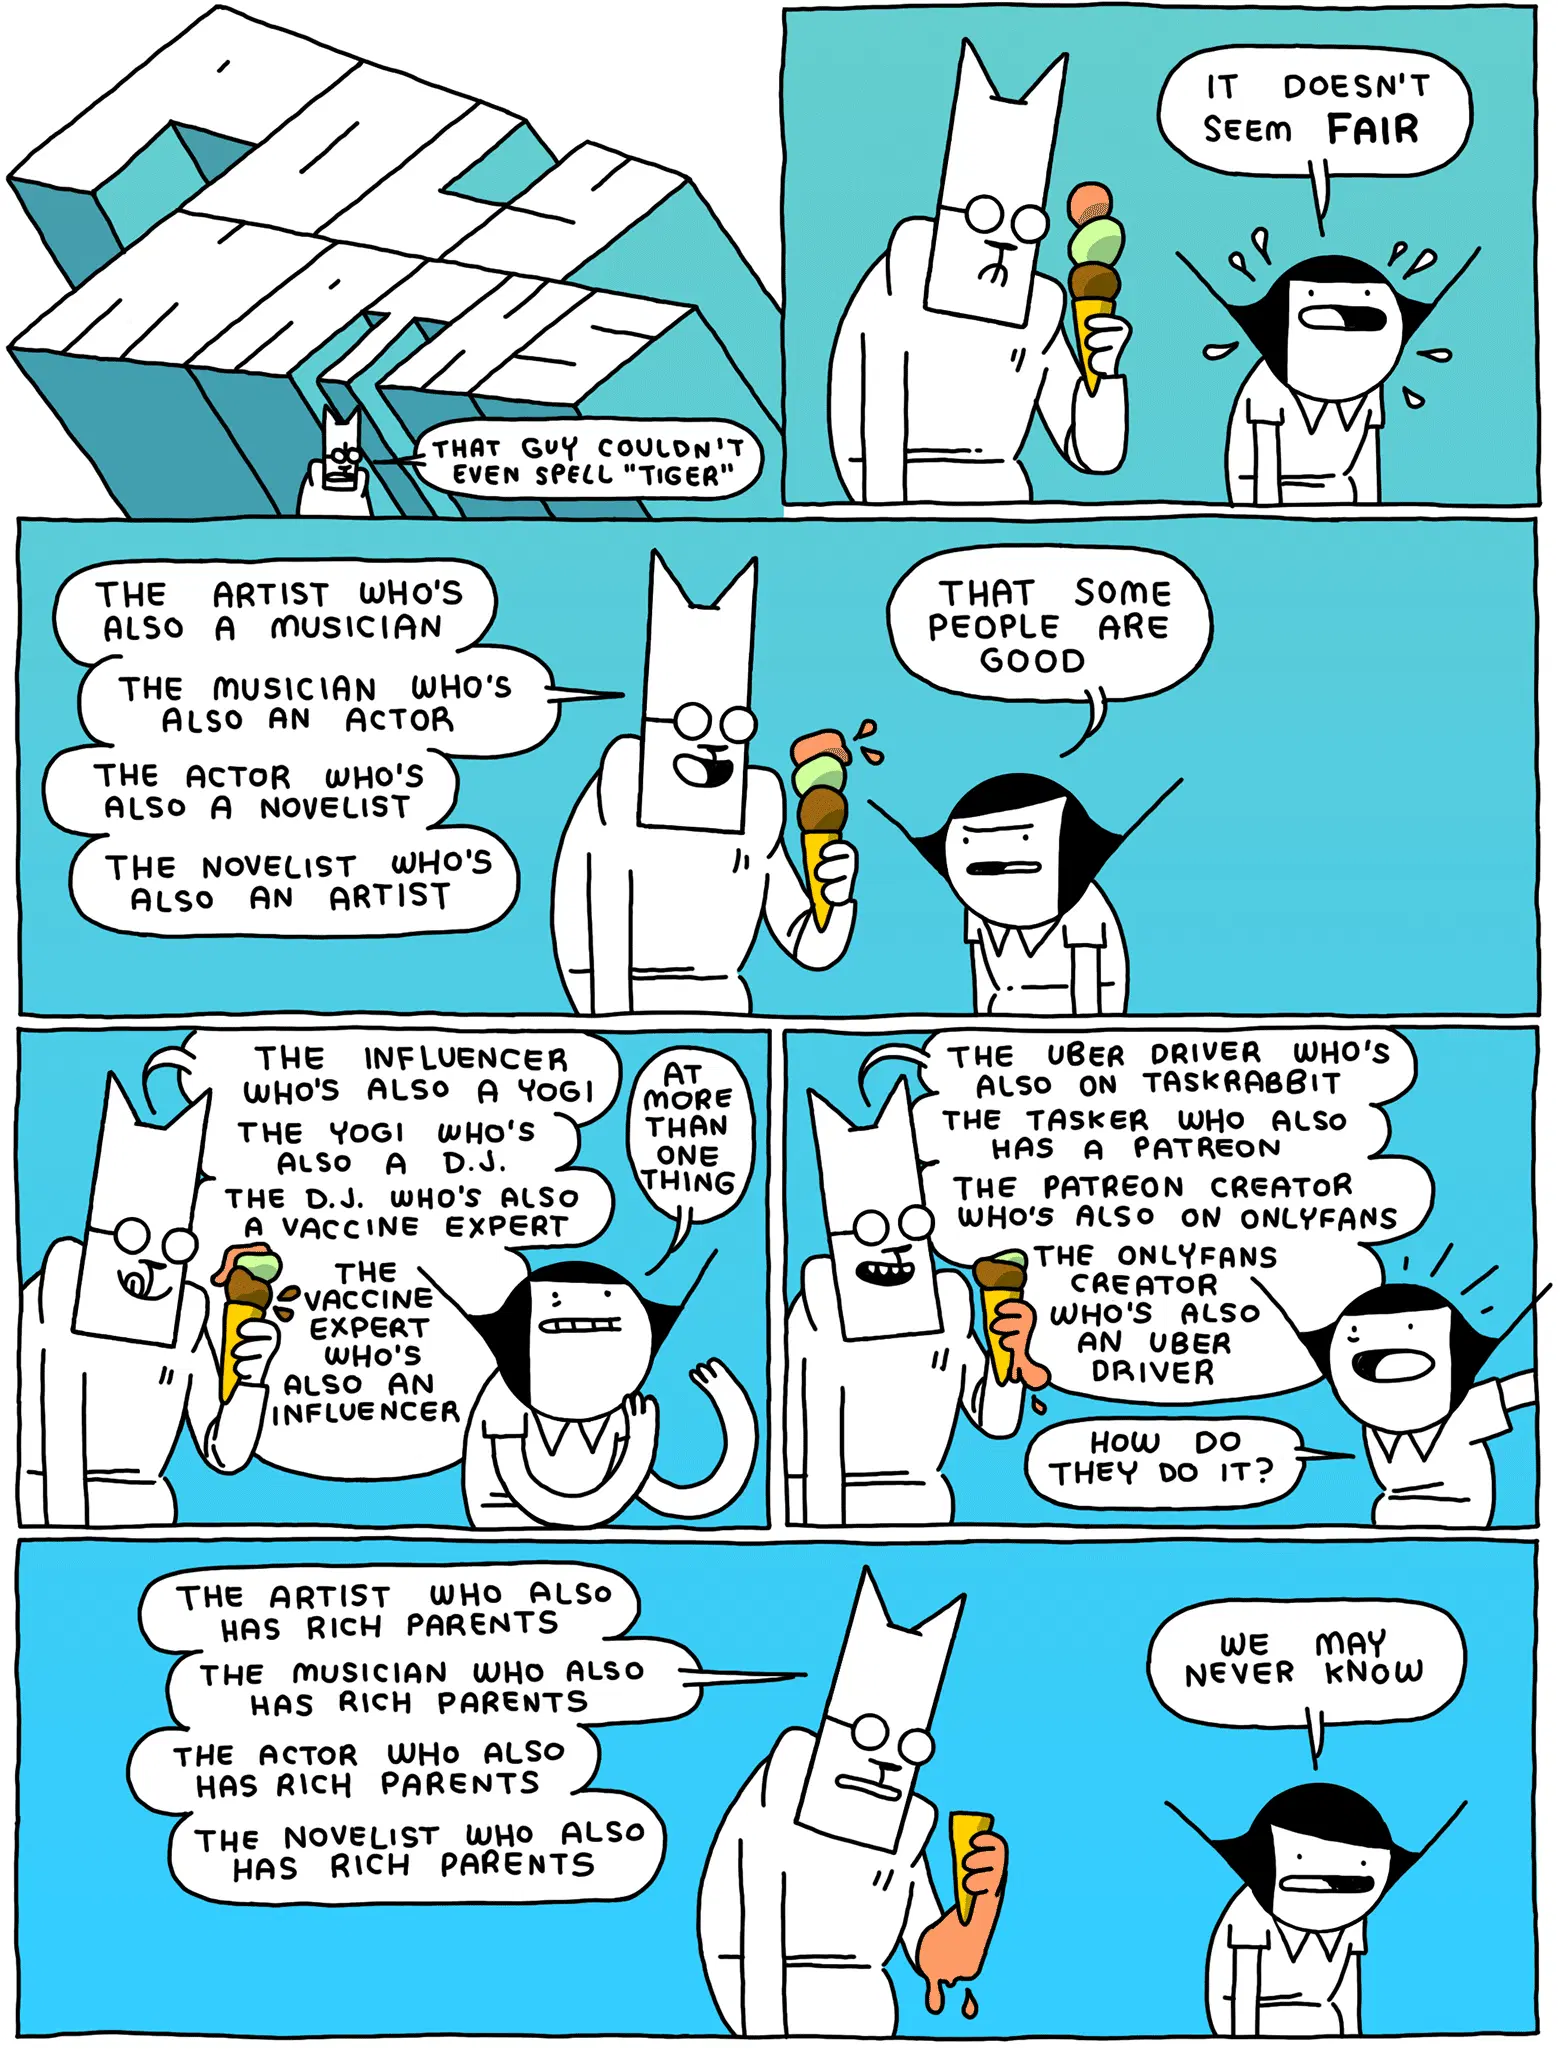 THAT GUY COULDN'T
EVEN SPELL "TIGER"
IT DOESN'T
SEEM FAIR
THE ARTIST WHO'S
ALSO A MUSICIAN
THE MUSICIAN WHO'S
ALSO AN ACTOR
THE ACTOR WHO'S
ALSO A NOVELIST
THE NOVELIST WHO'S
ALSO AN ARTIST
THAT SOME
PEOPLE ARE
GOOD
THE INFLUENCER
WHO'S ALSO A YOGI
THE YOGI WHO'S
ALSO A D.J.
THE D.J. WHO'S ALSO
A VACCINE EXPERT
THE
VACCINE
EXPERT
WHO'S
ALSO AN
INFLUENCER
AT
MORE
THAN
ONE
THING
THE UBER DRIVER WHO'S
ALSO ON TASKRABBIT
THE TASKER WHO ALSO
HAS A PATREON
THE PATREON CREATOR
WHO'S ALSO ON ONLYFANS
THE ONLYFANS
CREATOR
WHO'S ALSO
AN UBER
DRIVER
HOW DO
THEY DO IT?
THE ARTIST WHO ALSO
HAS RICH PARENTS
THE MUSICIAN WHO ALSO
HAS RICH PARENTS
THE ACTOR WHO ALSO
HAS RICH PARENTS
THE NOVELIST WHO ALSO
HAS RICH PARENTS
WE MAY
NEVER KNOW